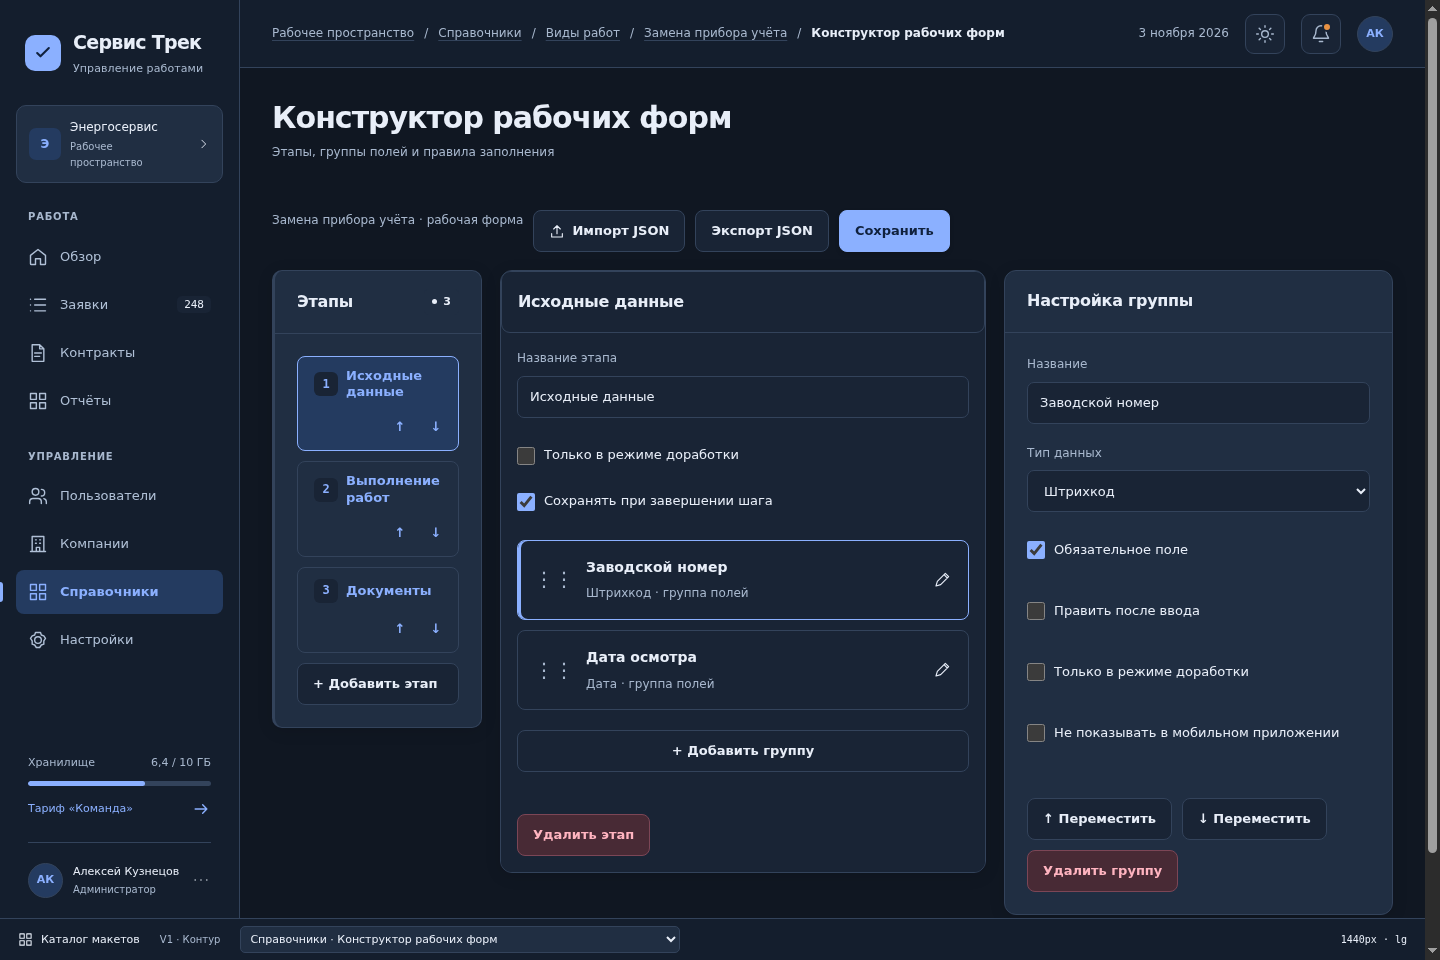 Сервис Трек
Управление работами
Э
Энергосервис
Рабочее
пространство
РАБОТА
Обзор
Заявки
248
Контракты
Отчёты
УПРАВЛЕНИЕ
Пользователи
Компании
Справочники
Настройки
Хранилище
6,4 / 10 ГБ
Тариф «Команда»
АК
Алексей Кузнецов
Администратор
Рабочее пространство / Справочники / Виды работ / Замена прибора учёта / Конструктор рабочих форм
3 ноября 2026
АК
Конструктор рабочих форм
Этапы, группы полей и правила заполнения
Замена прибора учёта · рабочая форма
Импорт JSON
Экспорт JSON
Сохранить
Этапы
3
1
Исходные
данные
↑ ↓
2
Выполнение
работ
↑ ↓
3
Документы
↑ ↓
+ Добавить этап
Исходные данные
Название этапа
Исходные данные
Только в режиме доработки
Сохранять при завершении шага
Заводской номер
Штрихкод · группа полей
Дата осмотра
Дата · группа полей
+ Добавить группу
Удалить этап
Настройка группы
Название
Заводской номер
Тип данных
Штрихкод
Обязательное поле
Править после ввода
Только в режиме доработки
Не показывать в мобильном приложении
↑ Переместить
↓ Переместить
Удалить группу
Каталог макетов
V1 · Контур
Справочники · Конструктор рабочих форм
1440px · lg